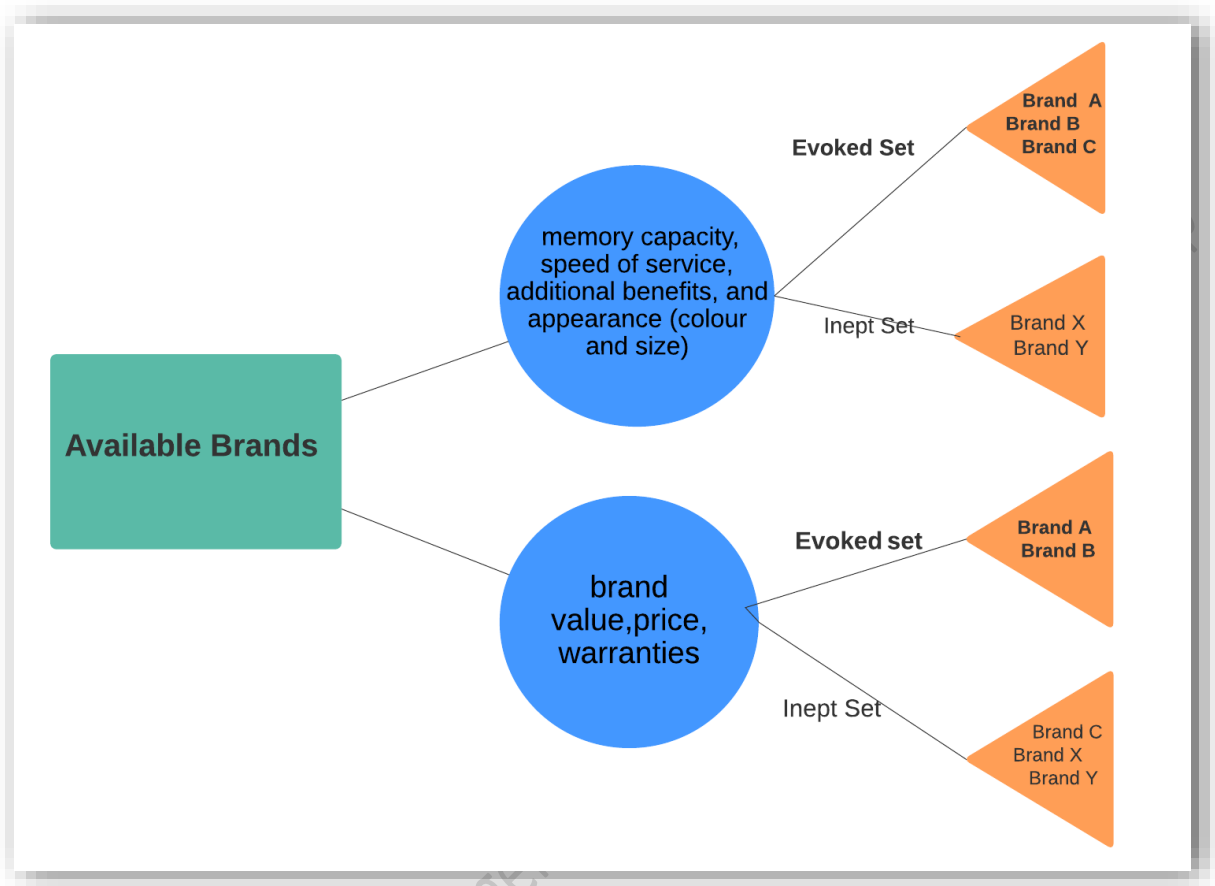 Available Brands
memory capacity,
speed of service,
additional benefits, and
appearance (colour
and size)
Evoked Set
Brand A
Brand B
Brand C
Inept Set
Brand X
Brand Y
brand
value,price,
warranties
Evoked set
Brand A
Brand B
Inept Set
Brand C
Brand X
Brand Y